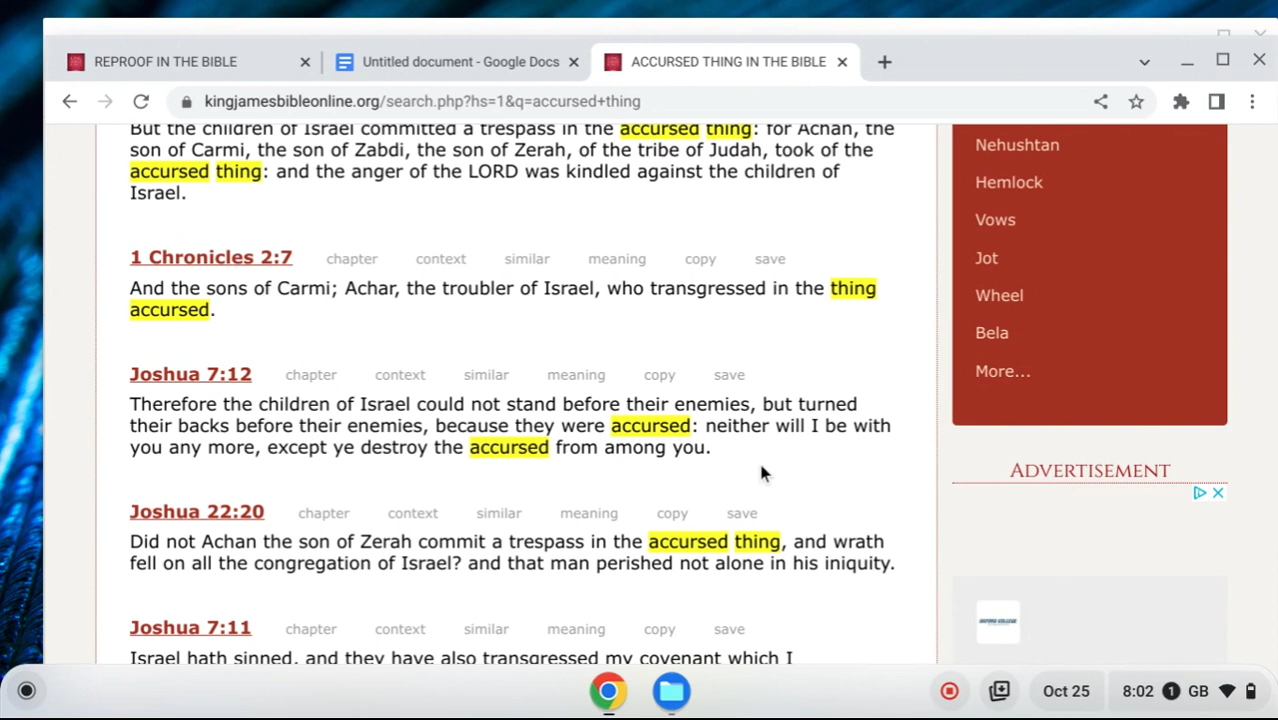 REPROOF IN THE BIBLE
Untitled document - Google Docs
ACCURSED THING IN THE BIBLE
kingjamesbibleonline.org/search.php?hs=1&q=accursed+thing
But the children of Israel committed a trespass in the accursed thing: for Achan, the
son of Carmi, the son of Zabdi, the son of Zerah, of the tribe of Judah, took of the
accursed thing: and the anger of the LORD was kindled against the children of
Israel.
1 Chronicles 2:7 chapter context similar meaning copy save
And the sons of Carmi; Achar, the troubler of Israel, who transgressed in the thing
accursed.
Joshua 7:12 chapter context similar meaning copy save
Therefore the children of Israel could not stand before their enemies, but turned
their backs before their enemies, because they were accursed: neither will I be with
you any more, except ye destroy the accursed from among you.
Joshua 22:20 chapter context similar meaning copy save
Did not Achan the son of Zerah commit a trespass in the accursed thing, and wrath
fell on all the congregation of Israel? and that man perished not alone in his iniquity.
Joshua 7:11 chapter context similar meaning copy save
Israel hath sinned, and they have also transgressed my covenant which I
Nehushtan
Hemlock
Vows
Jot
Wheel
Bela
More...
ADVERTISEMENT
Oct 25
8:02 1 GB